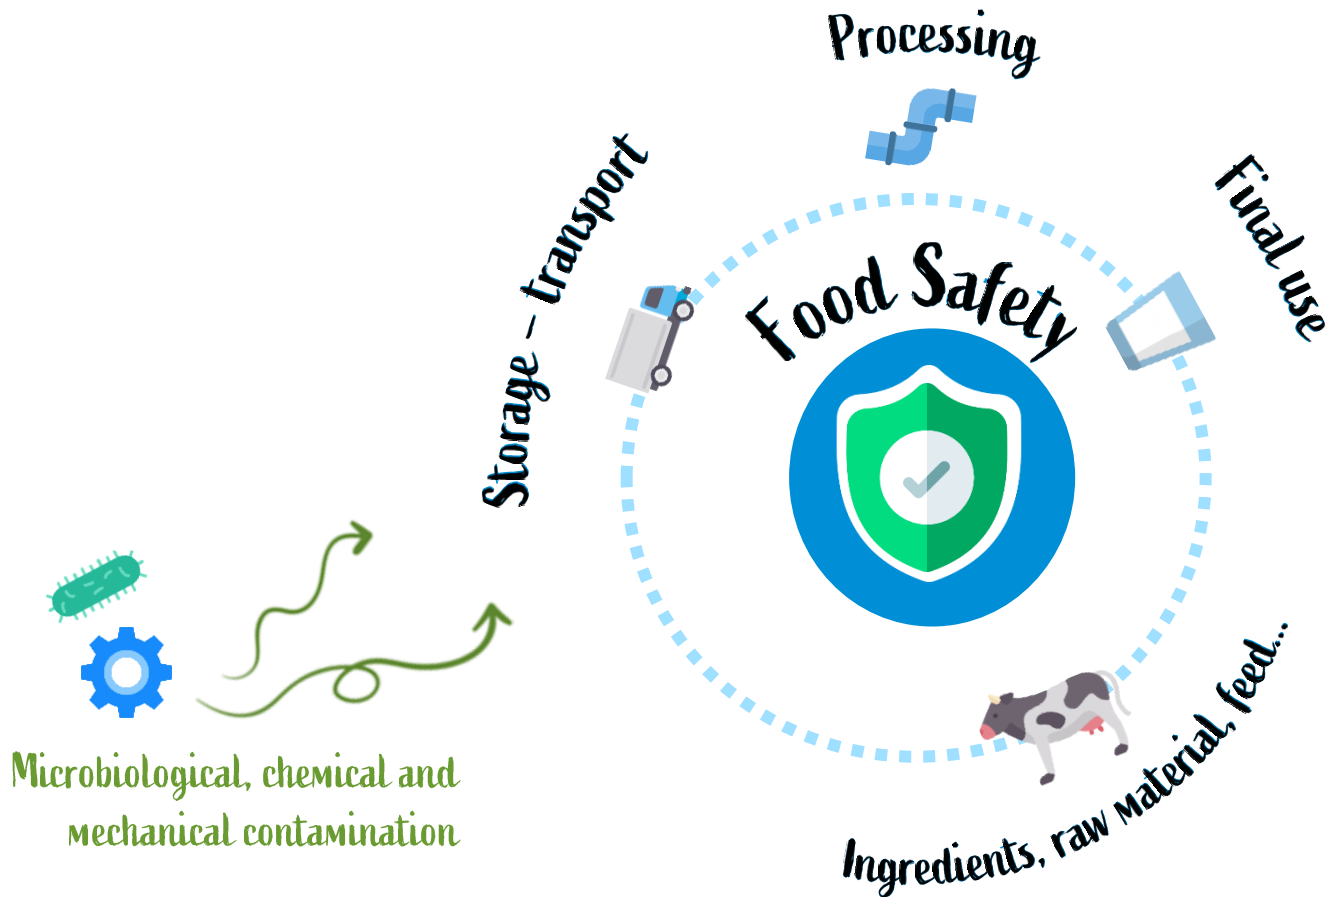 Processing
Storage – transport
Final use
Food Safety
Ingredients, raw material, feed...
Microbiological, chemical and
mechanical contamination